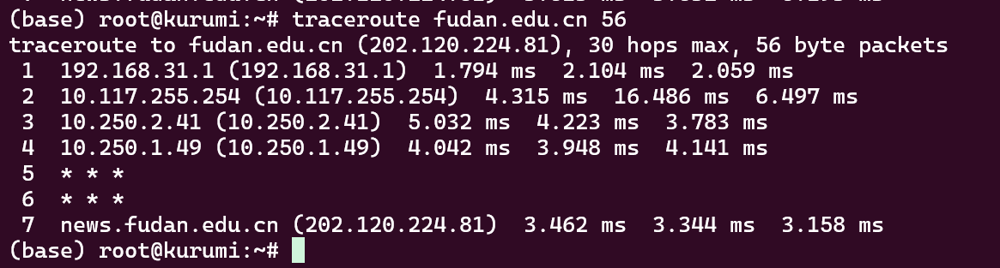 (base) root@kurumi:~# traceroute fudan.edu.cn 56
traceroute to fudan.edu.cn (202.120.224.81), 30 hops max, 56 byte packets
1 192.168.31.1 (192.168.31.1) 1.794 ms 2.104 ms 2.059 ms
2 10.117.255.254 (10.117.255.254) 4.315 ms 16.486 ms 6.497 ms
3 10.250.2.41 (10.250.2.41) 5.032 ms 4.223 ms 3.783 ms
4 10.250.1.49 (10.250.1.49) 4.042 ms 3.948 ms 4.141 ms
5 * * *
6 * * *
7 news.fudan.edu.cn (202.120.224.81) 3.462 ms 3.344 ms 3.158 ms
(base) root@kurumi:~#